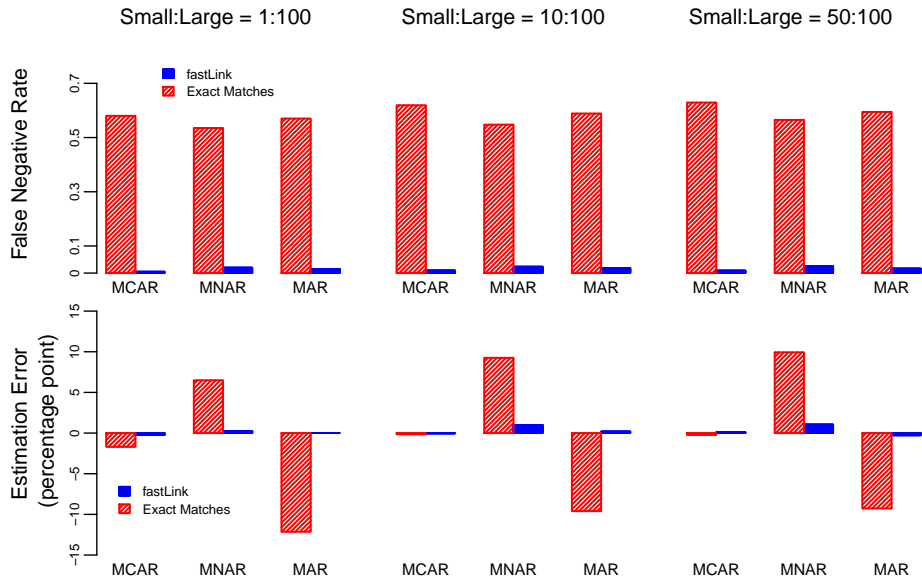 Small:Large = 1:100
Small:Large = 10:100
Small:Large = 50:100
False Negative Rate
0.7
0.5
0.3
0.1
0
fastLink
Exact Matches
MCAR MNAR MAR
MCAR MNAR MAR
MCAR MNAR MAR
Estimation Error
(percentage point)
15
10
5
0
−5
−10
−15
fastLink
Exact Matches
MCAR MNAR MAR
MCAR MNAR MAR
MCAR MNAR MAR